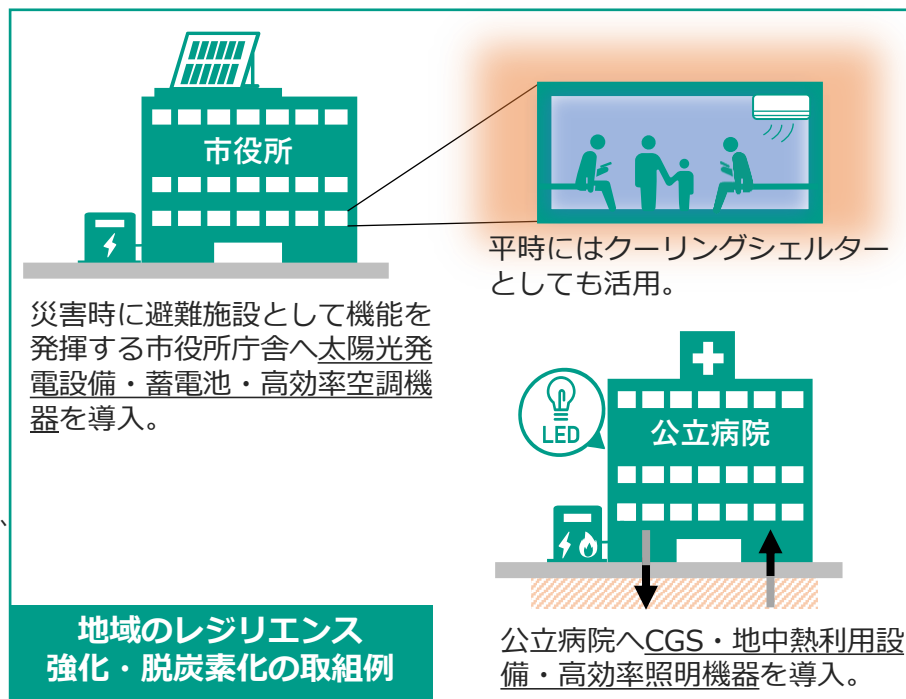 市役所
平時にはクーリングシェルター
としても活用。
災害時に避難施設として機能を
発揮する市役所庁舎へ太陽光発
電設備・蓄電池・高効率空調機
器を導入。
LED
公立病院
、
地域のレジリエンス
強化・脱炭素化の取組例
公立病院へCGS・地中熱利用設
備・高効率照明機器を導入。